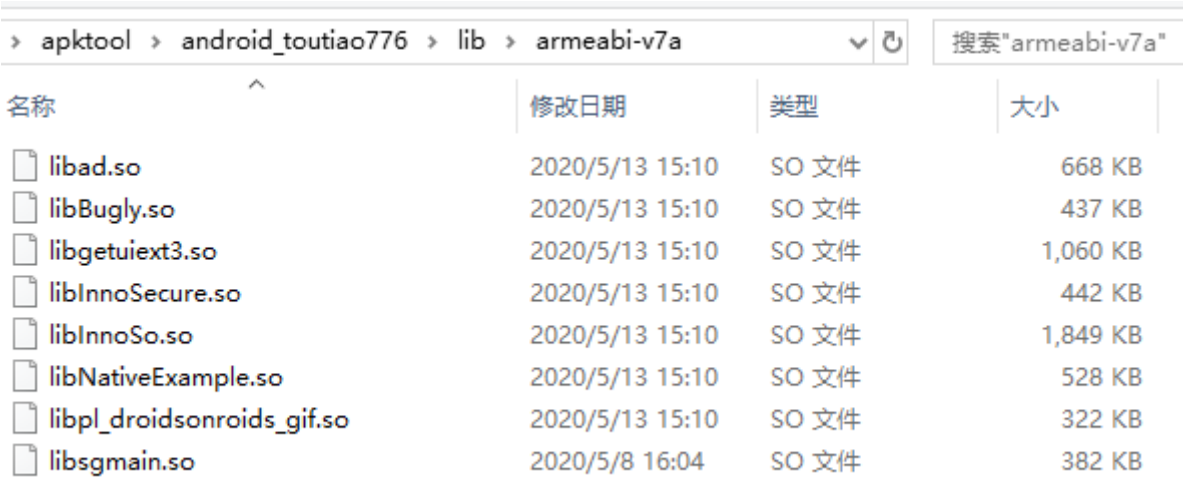 > apktool > android_toutiao776 > lib > armeabi-v7a 搜索"armeabi-v7a"
名称 修改日期 类型 大小
libad.so 2020/5/13 15:10 SO 文件 668 KB
libBugly.so 2020/5/13 15:10 SO 文件 437 KB
libgetuiext3.so 2020/5/13 15:10 SO 文件 1,060 KB
libInnoSecure.so 2020/5/13 15:10 SO 文件 442 KB
libInnoSo.so 2020/5/13 15:10 SO 文件 1,849 KB
libNativeExample.so 2020/5/13 15:10 SO 文件 528 KB
libpl_droidsonroids_gif.so 2020/5/13 15:10 SO 文件 322 KB
libsgmain.so 2020/5/8 16:04 SO 文件 382 KB